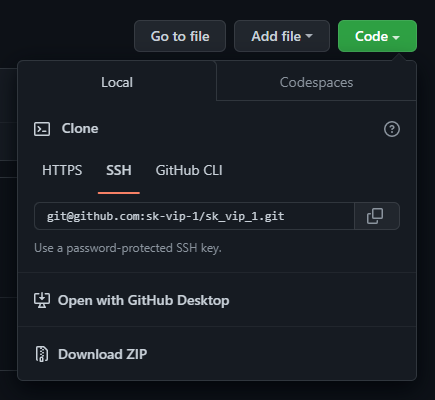 Go to file
Add file
Code
Local
Codespaces
Clone
HTTPS
SSH
GitHub CLI
git@github.com:sk-vip-1/sk_vip_1.git
Use a password-protected SSH key.
Open with GitHub Desktop
Download ZIP